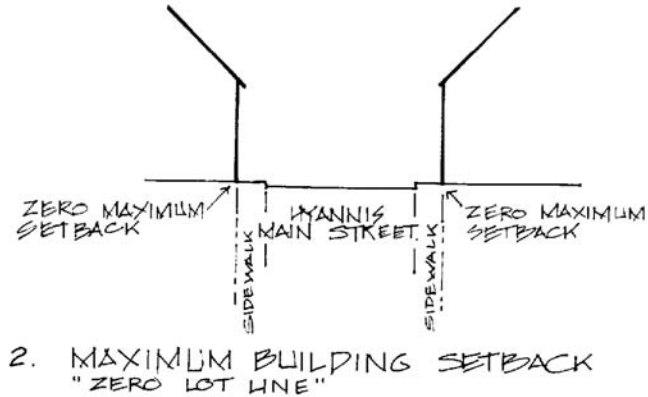 ZERO MAXIMUM
SETBACK
HYANNIS
MAIN STREET
ZERO MAXIMUM
SETBACK
SIDEWALK
SIDEWALK
2. MAXIMUM BUILDING SETBACK
"ZERO LOT LINE"